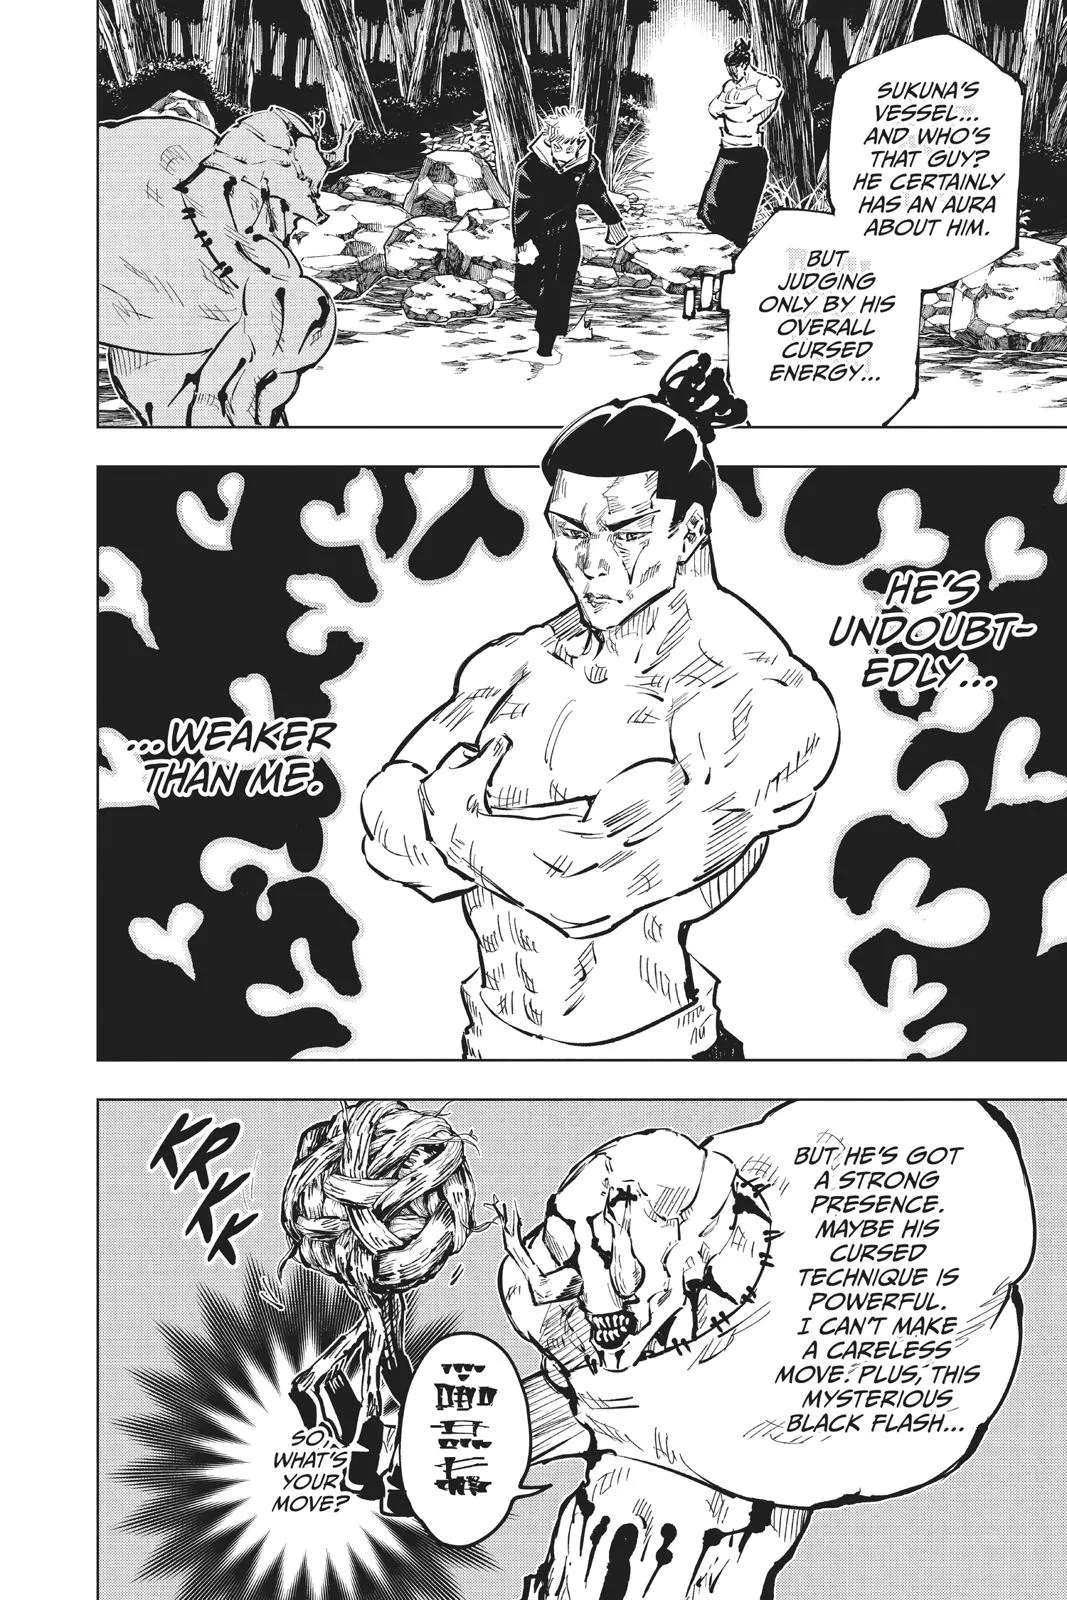 SUKUNA'S
VESSEL...
AND WHO'S
THAT GUY?
HE CERTAINLY
HAS AN AURA
ABOUT HIM.
BUT
JUDGING
ONLY BY HIS
OVERALL
CURSED
ENERGY...
HE'S
UNDOUBT-
EDLY...
...WEAKER
THAN ME.
BUT HE'S GOT
A STRONG
PRESENCE.
MAYBE HIS
CURSED
TECHNIQUE IS
POWERFUL.
I CAN'T MAKE
A CARELESS
MOVE. PLUS, THIS
MYSTERIOUS
BLACK FLASH...
KRKKK
SO,
WHAT'S
YOUR
MOVE?